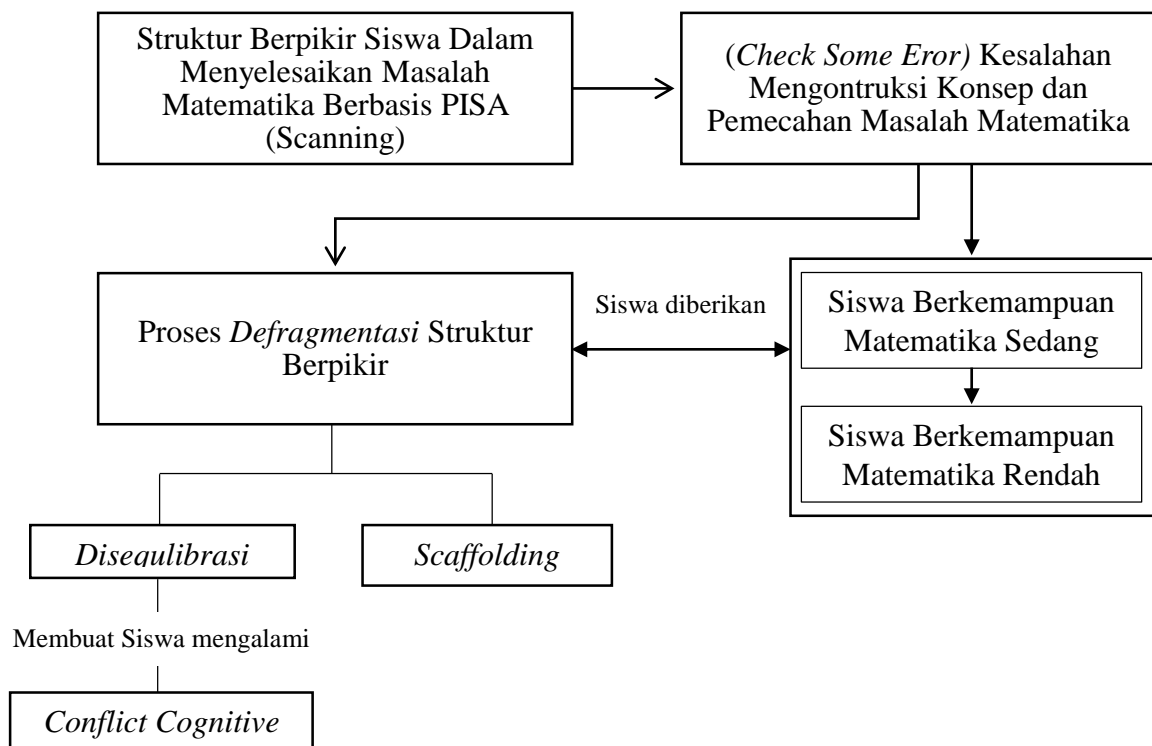 Struktur Berpikir Siswa Dalam
Menyelesaikan Masalah
Matematika Berbasis PISA
(Scanning)
(Check Some Eror) Kesalahan
Mengontruksi Konsep dan
Pemecahan Masalah Matematika
Proses Defragmentasi Struktur
Berpikir
Siswa diberikan
Siswa Berkemampuan
Matematika Sedang
Siswa Berkemampuan
Matematika Rendah
Disequlibrasi
Scaffolding
Membuat Siswa mengalami
Conflict Cognitive